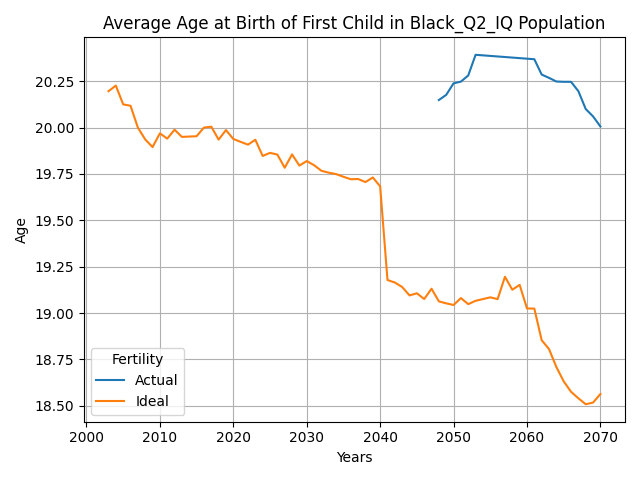 Average Age at Birth of First Child in Black_Q2_IQ Population
Age
20.25
20.00
19.75
19.50
19.25
19.00
18.75
18.50
Fertility
Actual
Ideal
2000 2010 2020 2030 2040 2050 2060 2070
Years